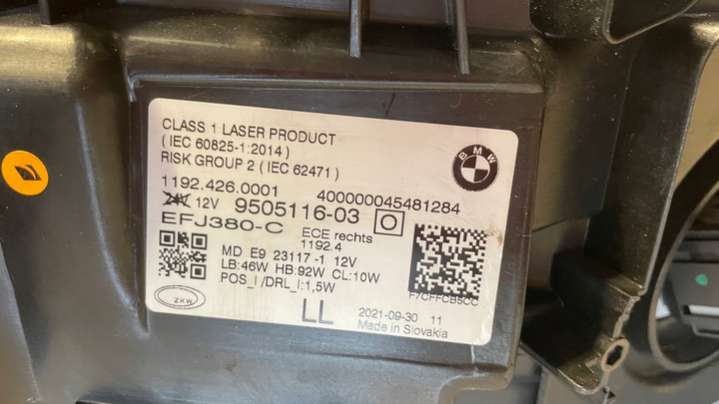 CLASS 1 LASER PRODUCT
( IEC 60825-1:2014 )
RISK GROUP 2 ( IEC 62471 )
BMW
1192.426.0001
400000045481284
24V 12V 9505116-03
EFJ380-C
ECE rechts
1192.4
MD E9 23117 -1 12V
LB:46W HB:92W CL:10W
POS_I /DRL_I:1,5W
F7CFFCB5CC
ZKW
LL
2021-09-30 11
Made in Slovakia